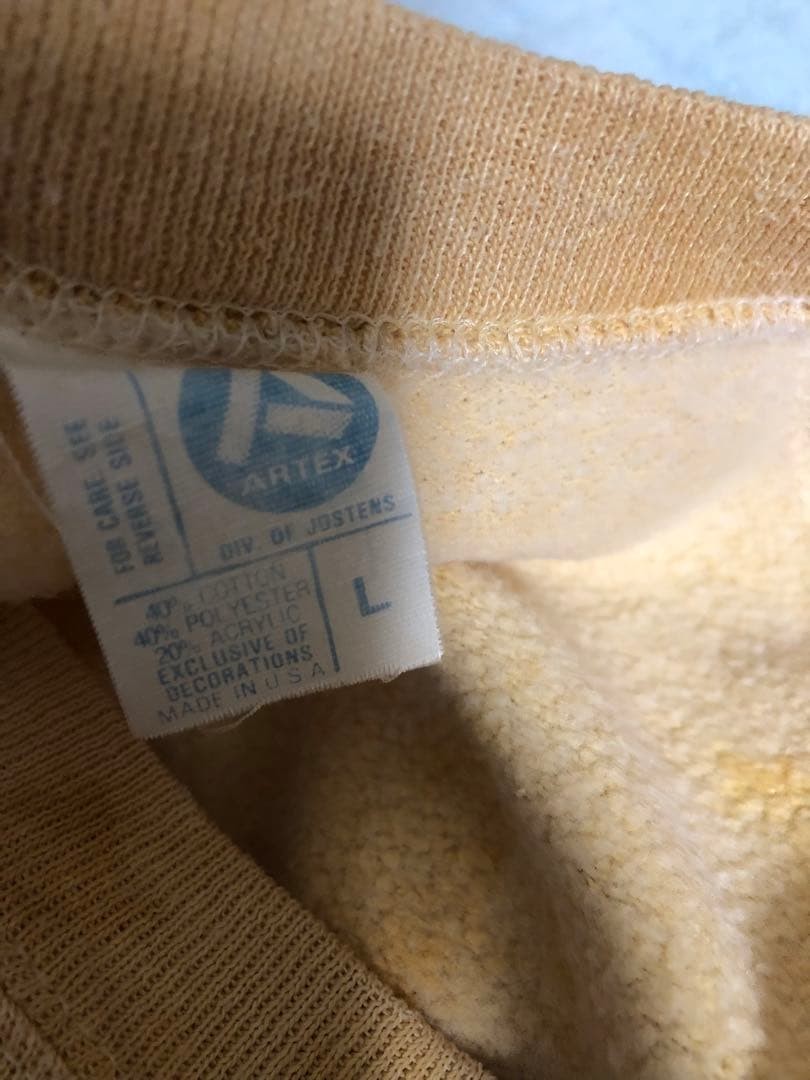 FOR CARE SEE
REVERSE SIDE
ARTEX
DIV. OF JOSTENS
40% COTTON
40% POLYESTER
20% ACRYLIC
EXCLUSIVE OF
DECORATIONS
MADE IN U S A
L